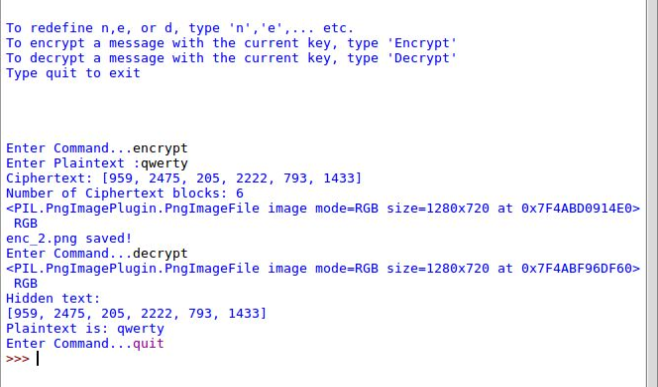 To redefine n,e, or d, type 'n','e',... etc.
To encrypt a message with the current key, type 'Encrypt'
To decrypt a message with the current key, type 'Decrypt'
Type quit to exit
Enter Command...encrypt
Enter Plaintext :qwerty
Ciphertext: [959, 2475, 205, 2222, 793, 1433]
Number of Ciphertext blocks: 6
<PIL.PngImagePlugin.PngImageFile image mode=RGB size=1280x720 at 0x7F4ABD0914E0>
RGB
enc_2.png saved!
Enter Command...decrypt
<PIL.PngImagePlugin.PngImageFile image mode=RGB size=1280x720 at 0x7F4ABF96DF60>
RGB
Hidden text:
[959, 2475, 205, 2222, 793, 1433]
Plaintext is: qwerty
Enter Command...quit
>>>